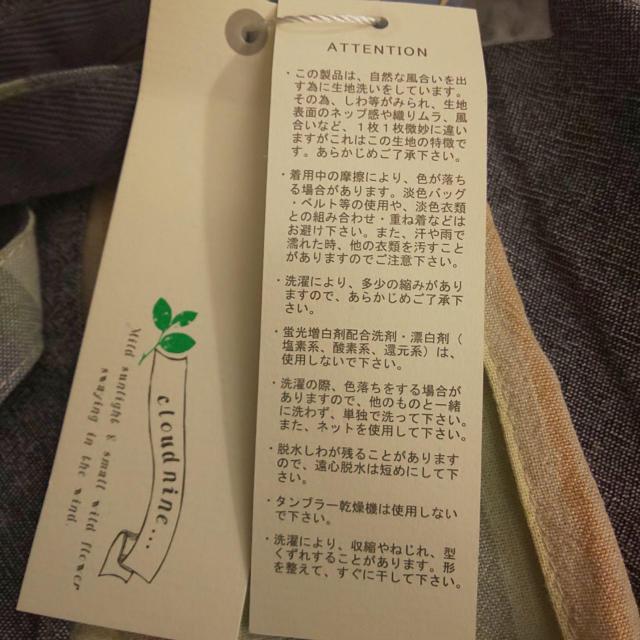 ATTENTION
・この製品は、自然な風合いを出
す為に生地洗いをしています。
その為、しわ等がみられ、生地
表面のネップ感や織りムラ、風
合いなど、1枚1枚微妙に違い
ますがこれはこの生地の特徴で
す。あらかじめご了承下さい。
・着用中の摩擦により、色が落ち
る場合があります。淡色バッグ
・ベルト等の使用や、淡色衣類
との組み合わせ・重ね着などは
お避け下さい。また、汗や雨で
濡れた時、他の衣類を汚すこと
がありますのでご注意下さい。
・洗濯により、多少の縮みがあり
ますので、あらかじめご了承下
さい。
・蛍光増白剤配合洗剤・漂白剤（
塩素系、酸素系、還元系）は、
使用しないで下さい。
・洗濯の際、色落ちをする場合が
ありますので、他のものと一緒
に洗わず、単独で洗って下さい。
また、ネットを使用して下さい。
・脱水しわが残ることがあります
ので、遠心脱水は短めにして下
さい。
・タンブラー乾燥機は使用しない
で下さい。
・洗濯により、収縮やねじれ、型
くずれすることがあります。形
を整えて、すぐに干して下さい。
cloud nine...
Mild sunlight & small wild flower
swaying in the wind.